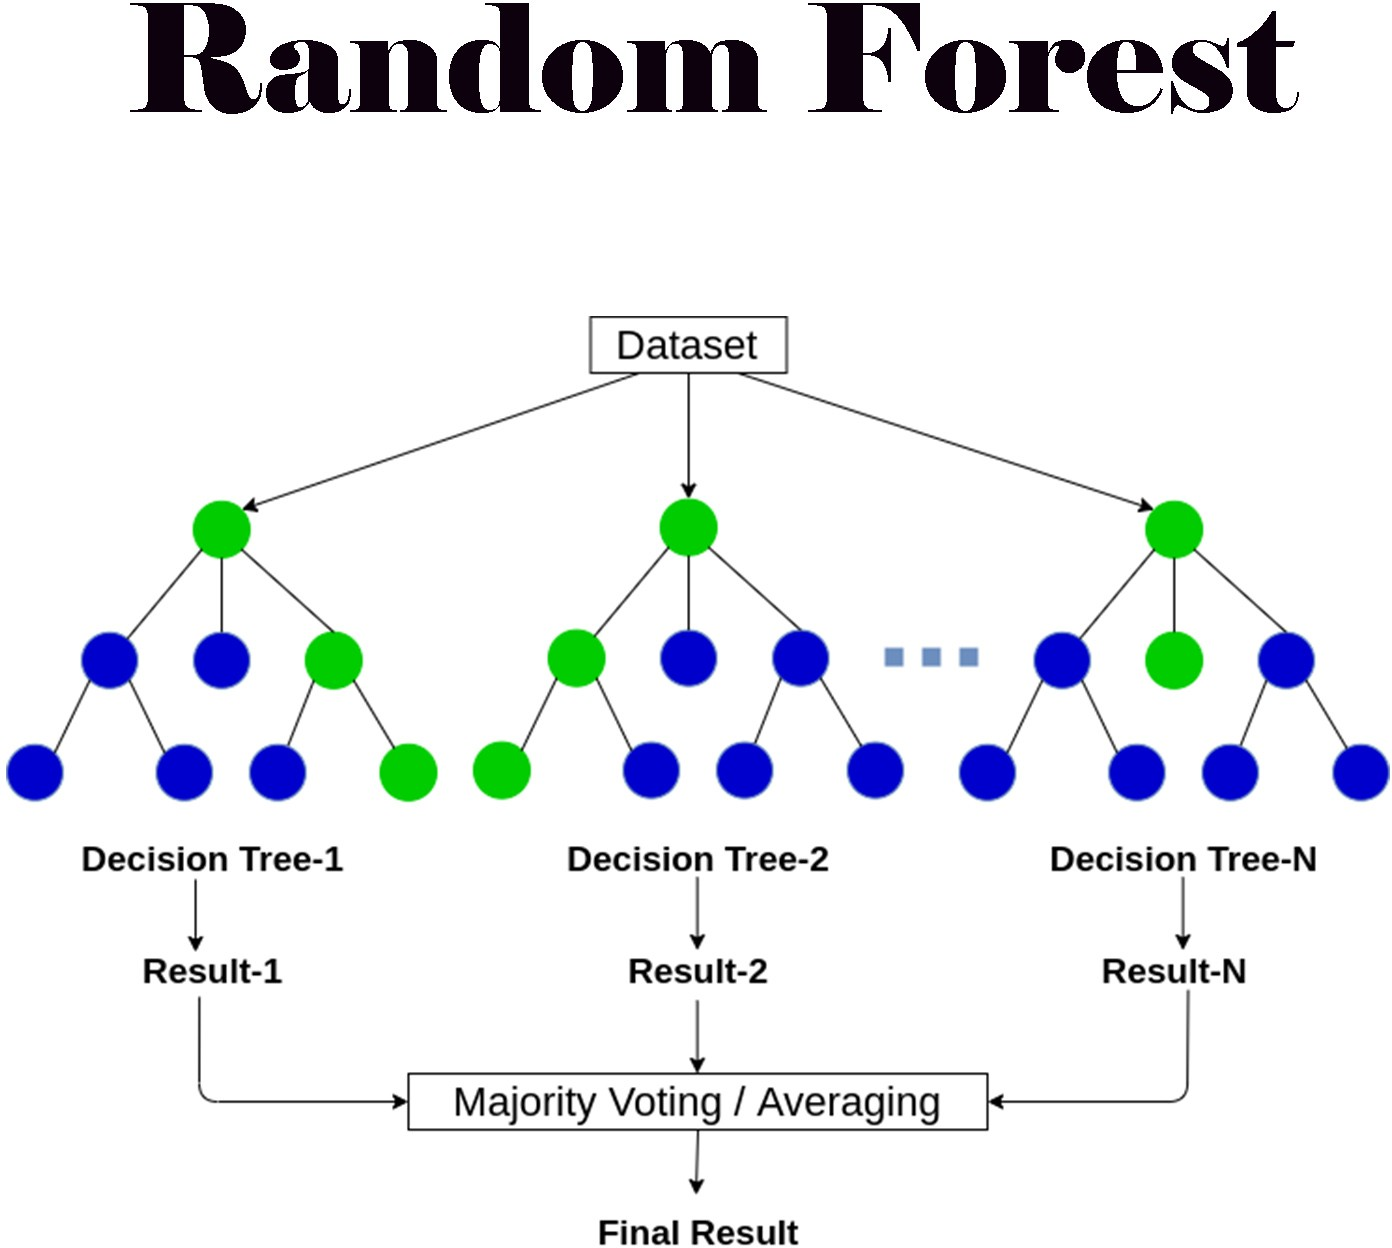 Random Forest
Dataset
Decision Tree-1
Decision Tree-2
Decision Tree-N
Result-1
Result-2
Result-N
Majority Voting / Averaging
Final Result